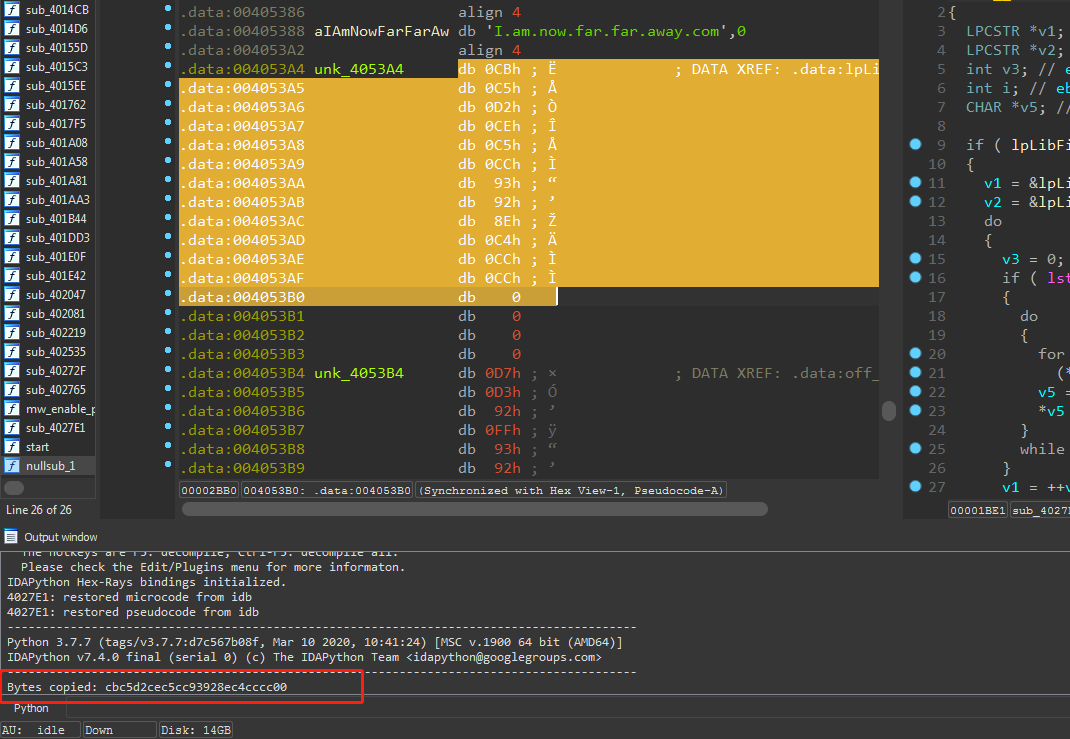 sub_4014CB
sub_4014D6
sub_40155D
sub_4015C3
sub_4015EE
sub_401762
sub_4017F5
sub_401A08
sub_401A58
sub_401A81
sub_401AA3
sub_401B44
sub_401DD3
sub_401E0F
sub_401E42
sub_402047
sub_402081
sub_402219
sub_402535
sub_40272F
sub_402765
mw_enable_p
sub_4027E1
start
nullsub_1
Line 26 of 26
.data:00405386 align 4
.data:00405388 aIAmNowFarFarAw db 'I.am.now.far.far.away.com',0
.data:004053A2 align 4
.data:004053A4 unk_4053A4 db 0CBh ; Ë ; DATA XREF: .data:lpLi
.data:004053A5 db 0C5h ; Å
.data:004053A6 db 0D2h ; Ò
.data:004053A7 db 0CEh ; Î
.data:004053A8 db 0C5h ; Å
.data:004053A9 db 0CCh ; Ì
.data:004053AA db 93h ; “
.data:004053AB db 92h ; ’
.data:004053AC db 8Eh ; Ž
.data:004053AD db 0C4h ; Ä
.data:004053AE db 0CCh ; Ì
.data:004053AF db 0CCh ; Ì
.data:004053B0 db 0
.data:004053B1 db 0
.data:004053B2 db 0
.data:004053B3 db 0
.data:004053B4 unk_4053B4 db 0D7h ; × ; DATA XREF: .data:off_
.data:004053B5 db 0D3h ; Ó
.data:004053B6 db 92h ; ’
.data:004053B7 db 0FFh ; ÿ
.data:004053B8 db 93h ; “
.data:004053B9 db 92h ; ’
00002BB0 004053B0: .data:004053B0 (Synchronized with Hex View-1, Pseudocode-A)
2 {
3 LPCSTR *v1;
4 LPCSTR *v2;
5 int v3; // e
6 int i; // eb
7 CHAR *v5; //
8
9 if ( lpLibFi
10 {
11 v1 = &lpLi
12 v2 = &lpLi
13 do
14 {
15 v3 = 0;
16 if ( lst
17 {
18 do
19 {
20 for
21 (*
22 v5 =
23 *v5
24 }
25 while
26 }
27 v1 = ++v
00001BE1 sub_4027
Output window
The hotkeys are F5: decompile, Ctrl-F5: decompile all.
Please check the Edit/Plugins menu for more informaton.
IDAPython Hex-Rays bindings initialized.
4027E1: restored microcode from idb
4027E1: restored pseudocode from idb
---------------------------------------------------------------------------------
Python 3.7.7 (tags/v3.7.7:d7c567b08f, Mar 10 2020, 10:41:24) [MSC v.1900 64 bit (AMD64)]
IDAPython v7.4.0 final (serial 0) (c) The IDAPython Team <idapython@googlegroups.com>
---------------------------------------------------------------------------------
Bytes copied: cbc5d2cec5cc93928ec4cccc00
Python
AU: idle Down Disk: 14GB